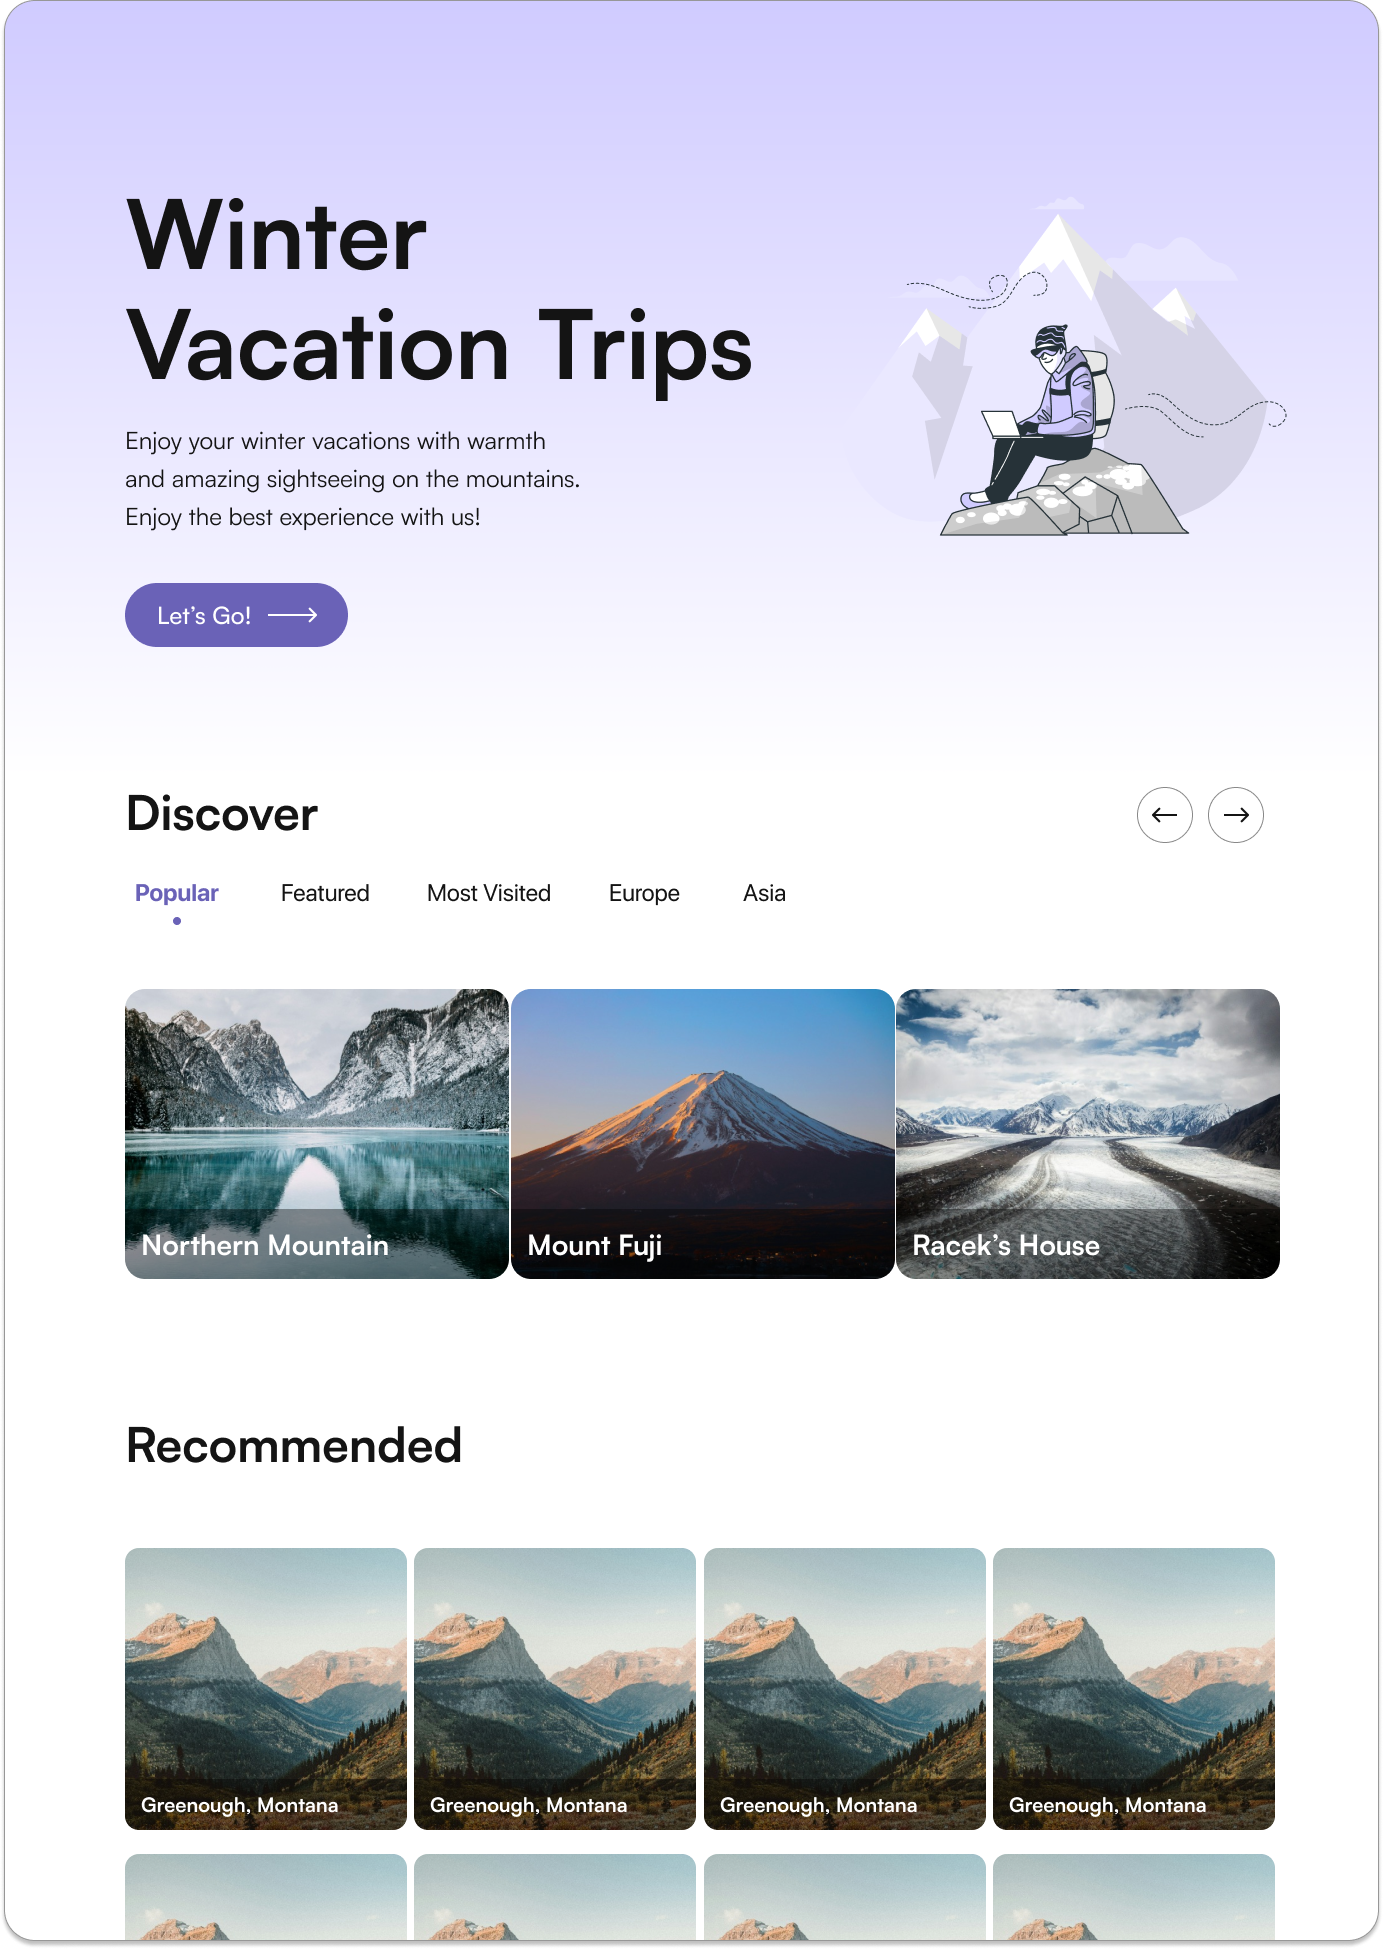 Winter
Vacation Trips
Enjoy your winter vacations with warmth
and amazing sightseeing on the mountains.
Enjoy the best experience with us!
Let’s Go!
Discover
Popular
Featured
Most Visited
Europe
Asia
Northern Mountain
Mount Fuji
Racek’s House
Recommended
Greenough, Montana
Greenough, Montana
Greenough, Montana
Greenough, Montana